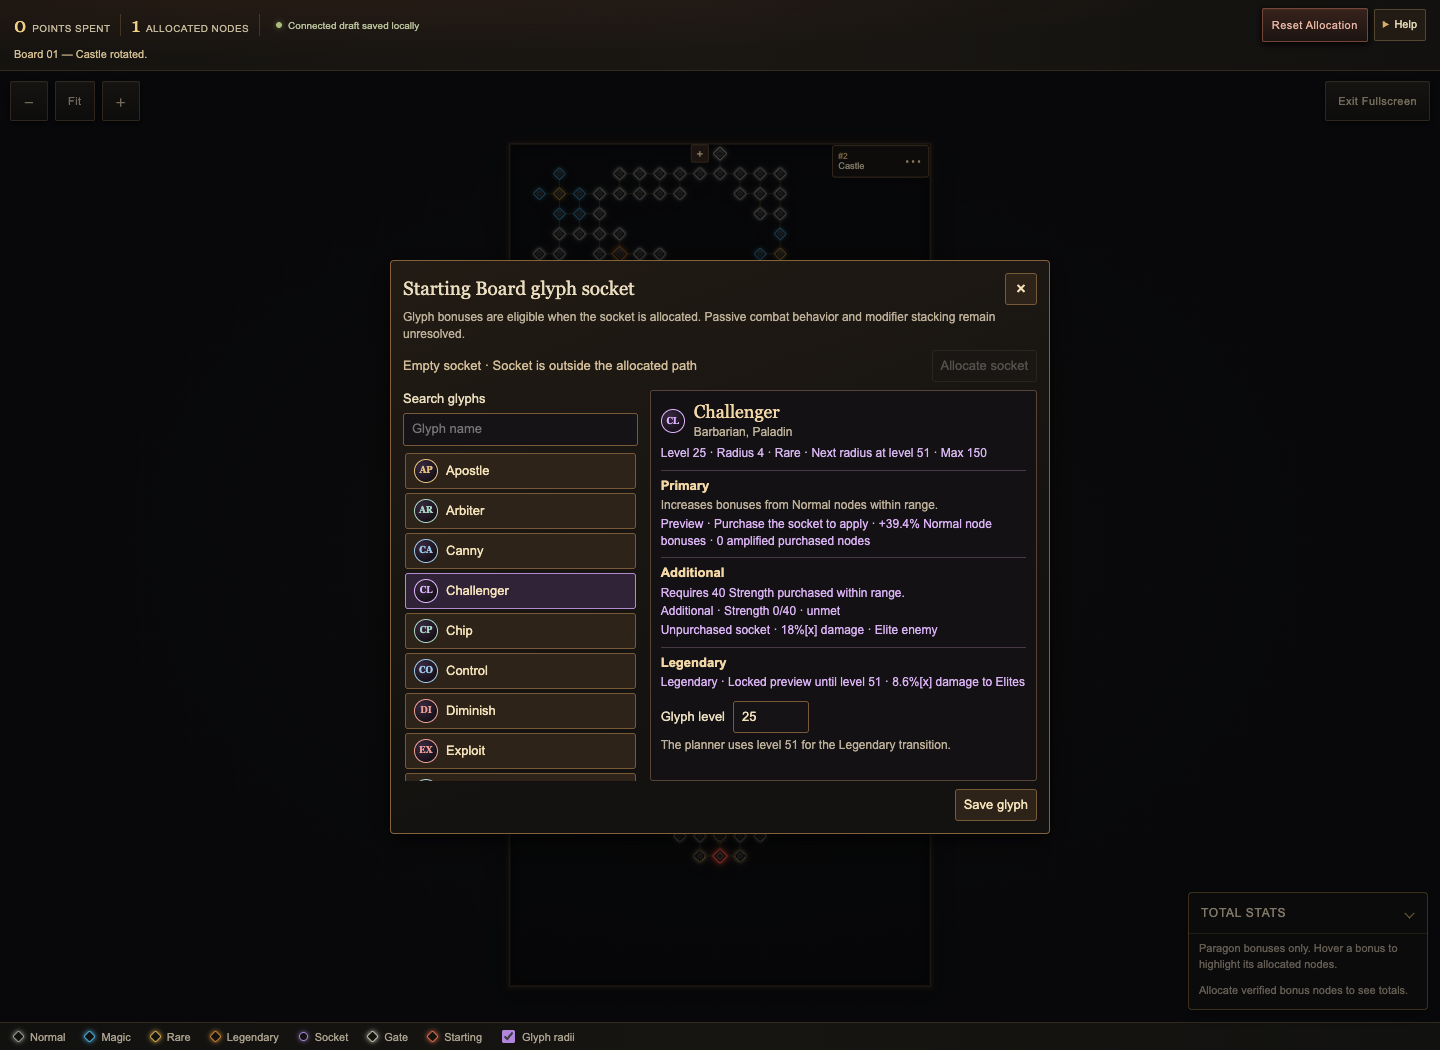 0 POINTS SPENT 1 ALLOCATED NODES Connected draft saved locally
Reset Allocation
Help
Board 01 — Castle rotated.
− Fit +
Exit Fullscreen
+
#2
Castle
...
Starting Board glyph socket
×
Glyph bonuses are eligible when the socket is allocated. Passive combat behavior and modifier stacking remain
unresolved.
Empty socket · Socket is outside the allocated path
Allocate socket
Search glyphs
Glyph name
AP Apostle
AR Arbiter
CA Canny
CL Challenger
CP Chip
CO Control
DI Diminish
EX Exploit
CL Challenger
Barbarian, Paladin
Level 25 · Radius 4 · Rare · Next radius at level 51 · Max 150
Primary
Increases bonuses from Normal nodes within range.
Preview · Purchase the socket to apply · +39.4% Normal node
bonuses · 0 amplified purchased nodes
Additional
Requires 40 Strength purchased within range.
Additional · Strength 0/40 · unmet
Unpurchased socket · 18%[x] damage · Elite enemy
Legendary
Legendary · Locked preview until level 51 · 8.6%[x] damage to Elites
Glyph level 25
The planner uses level 51 for the Legendary transition.
Save glyph
TOTAL STATS
Paragon bonuses only. Hover a bonus to
highlight its allocated nodes.
Allocate verified bonus nodes to see totals.
Normal Magic Rare Legendary Socket Gate Starting Glyph radii